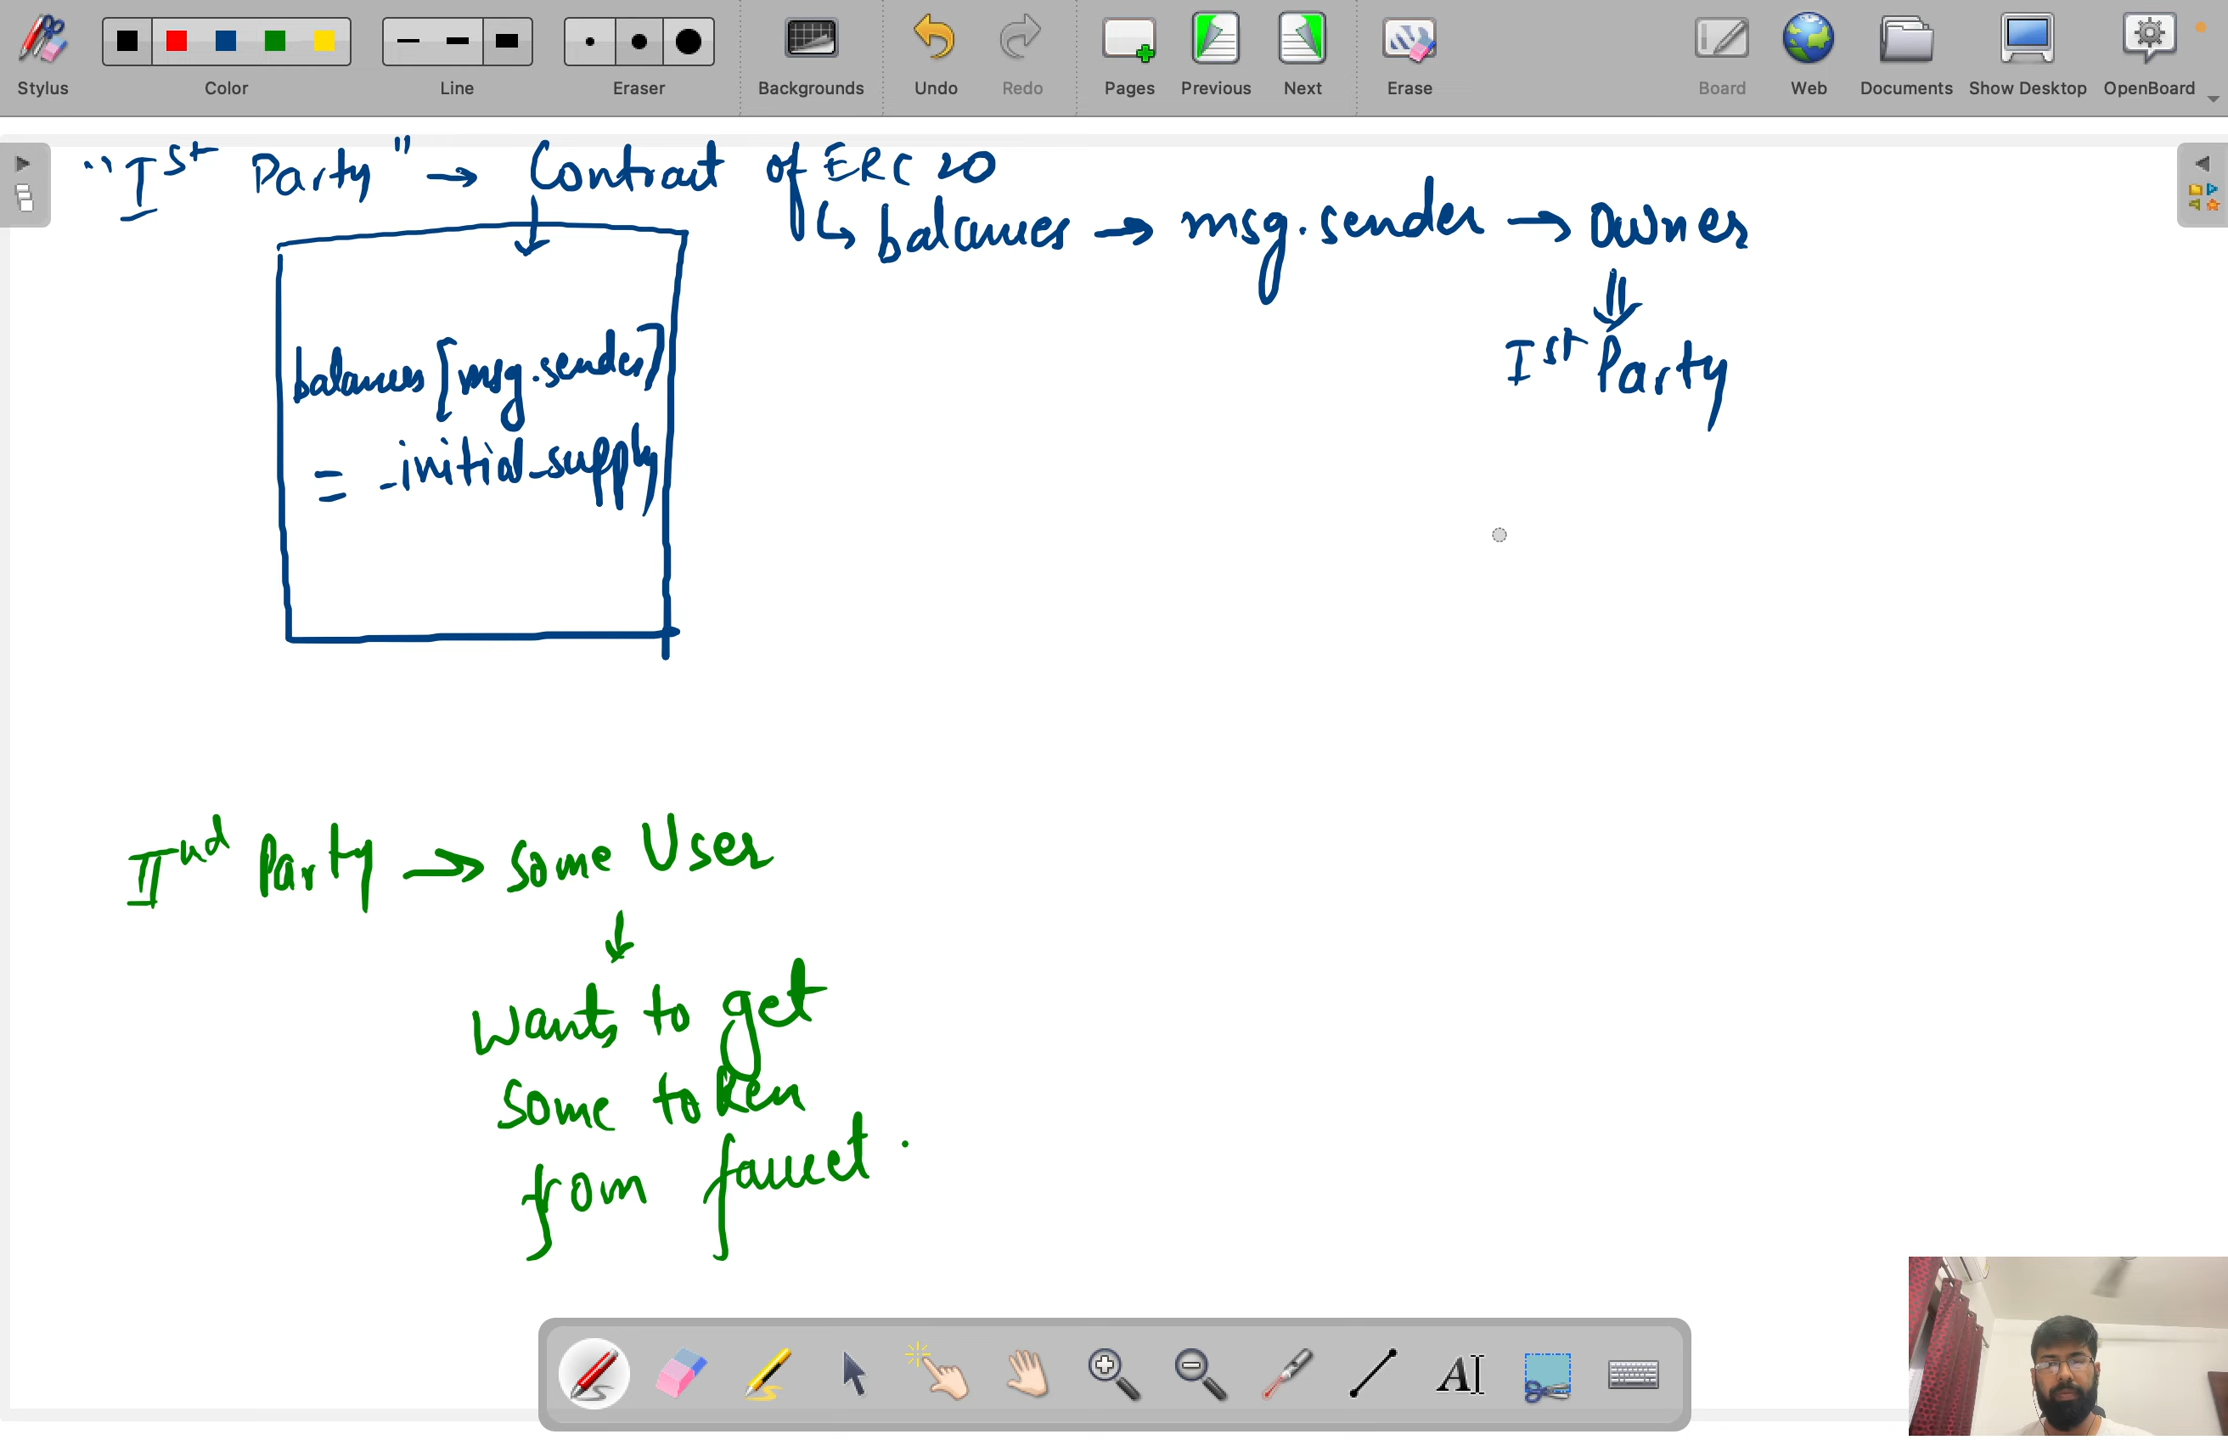 Stylus
Color
Line
Eraser
Backgrounds
Undo
Redo
Pages
Previous
Next
Erase
Board
Web
Documents
Show Desktop
OpenBoard
"Ist Party" → Contract of ERC 20
↳ balances → msg.sender → Owner
⇓
Ist Party
balances [msg.sender]
= _initial_supply
IInd Party → Some User
↓
Wants to get
some token
from faucet.
AI